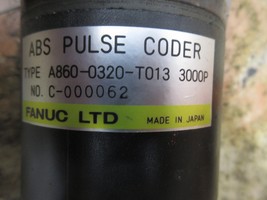 ABS PULSE CODER
TYPE A860-0320-T013 3000P
NO. C-000062
FANUC LTD MADE IN JAPAN